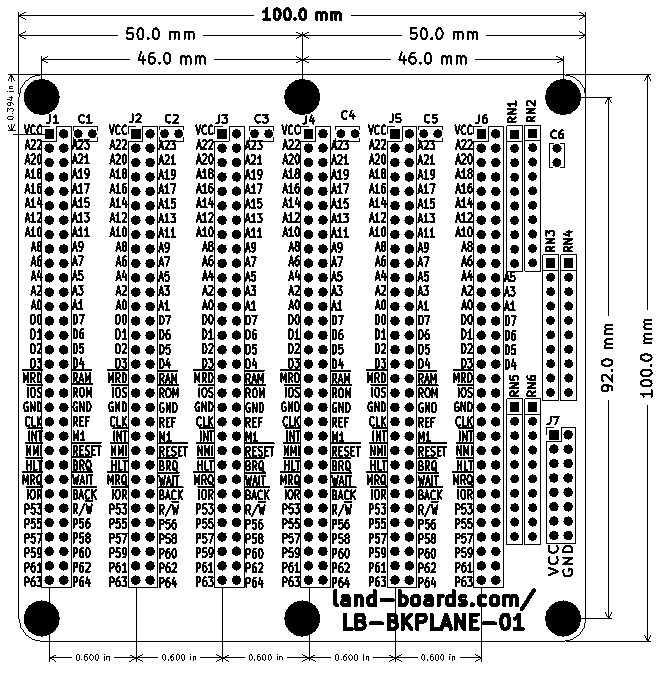 100.0 mm
50.0 mm 50.0 mm
46.0 mm 46.0 mm
0.394 in
J1 C1 J2 C2 J3 C3 J4 C4 J5 C5 J6 RN1 RN2
VCC VCC VCC VCC VCC VCC C6
A22 A23 A22 A23 A22 A23 A22 A23 A22 A23 A22
A20 A21 A20 A21 A20 A21 A20 A21 A20 A21 A20
A18 A19 A18 A19 A18 A19 A18 A19 A18 A19 A18
A16 A17 A16 A17 A16 A17 A16 A17 A16 A17 A16
A14 A15 A14 A15 A14 A15 A14 A15 A14 A15 A14
A12 A13 A12 A13 A12 A13 A12 A13 A12 A13 A12
A10 A11 A10 A11 A10 A11 A10 A11 A10 A11 A10
A8 A9 A8 A9 A8 A9 A8 A9 A8 A9 A8 RN3 RN4
A6 A7 A6 A7 A6 A7 A6 A7 A6 A7 A6
A4 A5 A4 A5 A4 A5 A4 A5 A4 A5 A4 A5
A2 A3 A2 A3 A2 A3 A2 A3 A2 A3 A2 A3
A0 A1 A0 A1 A0 A1 A0 A1 A0 A1 A0 A1
D0 D7 D0 D7 D0 D7 D0 D7 D0 D7 D0 D7
D1 D6 D1 D6 D1 D6 D1 D6 D1 D6 D1 D6
D2 D5 D2 D5 D2 D5 D2 D5 D2 D5 D2 D5
D3 D4 D3 D4 D3 D4 D3 D4 D3 D4 D3 D4
92.0 mm
100.0 mm
MRD RAM MRD RAM MRD RAM MRD RAM MRD RAM MRD RN5 RN6
IOS ROM IOS ROM IOS ROM IOS ROM IOS ROM IOS
GND GND GND GND GND GND GND GND GND GND GND
CLK REF CLK REF CLK REF CLK REF CLK REF CLK J7
INT M1 INT M1 INT M1 INT M1 INT M1 INT
NMI RESET NMI RESET NMI RESET NMI RESET NMI RESET NMI
HLT BRQ HLT BRQ HLT BRQ HLT BRQ HLT BRQ HLT
MRQ WAIT MRQ WAIT MRQ WAIT MRQ WAIT MRQ WAIT MRQ
IOR BACK IOR BACK IOR BACK IOR BACK IOR BACK IOR
P53 R/W P53 R/W P53 R/W P53 R/W P53 R/W P53
P55 P56 P55 P56 P55 P56 P55 P56 P55 P56 P55
P57 P58 P57 P58 P57 P58 P57 P58 P57 P58 P57
P59 P60 P59 P60 P59 P60 P59 P60 P59 P60 P59
P61 P62 P61 P62 P61 P62 P61 P62 P61 P62 P61
P63 P64 P63 P64 P63 P64 P63 P64 P63 P64 P63
VCC GND
land-boards.com/
LB-BKPLANE-01
0.600 in 0.600 in 0.600 in 0.600 in 0.600 in